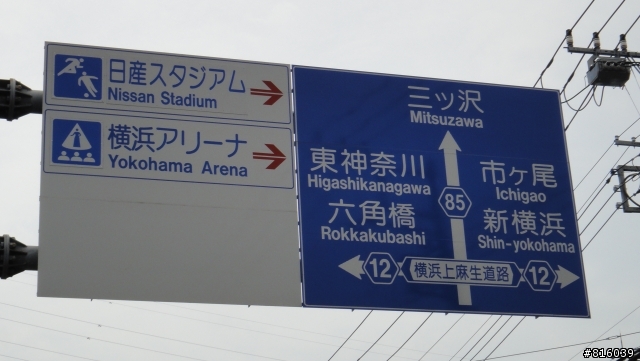 日産スタジアム
Nissan Stadium
横浜アリーナ
Yokohama Arena
三ッ沢
Mitsuzawa
東神奈川
Higashikanagawa
市ヶ尾
Ichigao
85
六角橋
Rokkakubashi
新横浜
Shin-yokohama
12 横浜上麻生道路 12
#816039